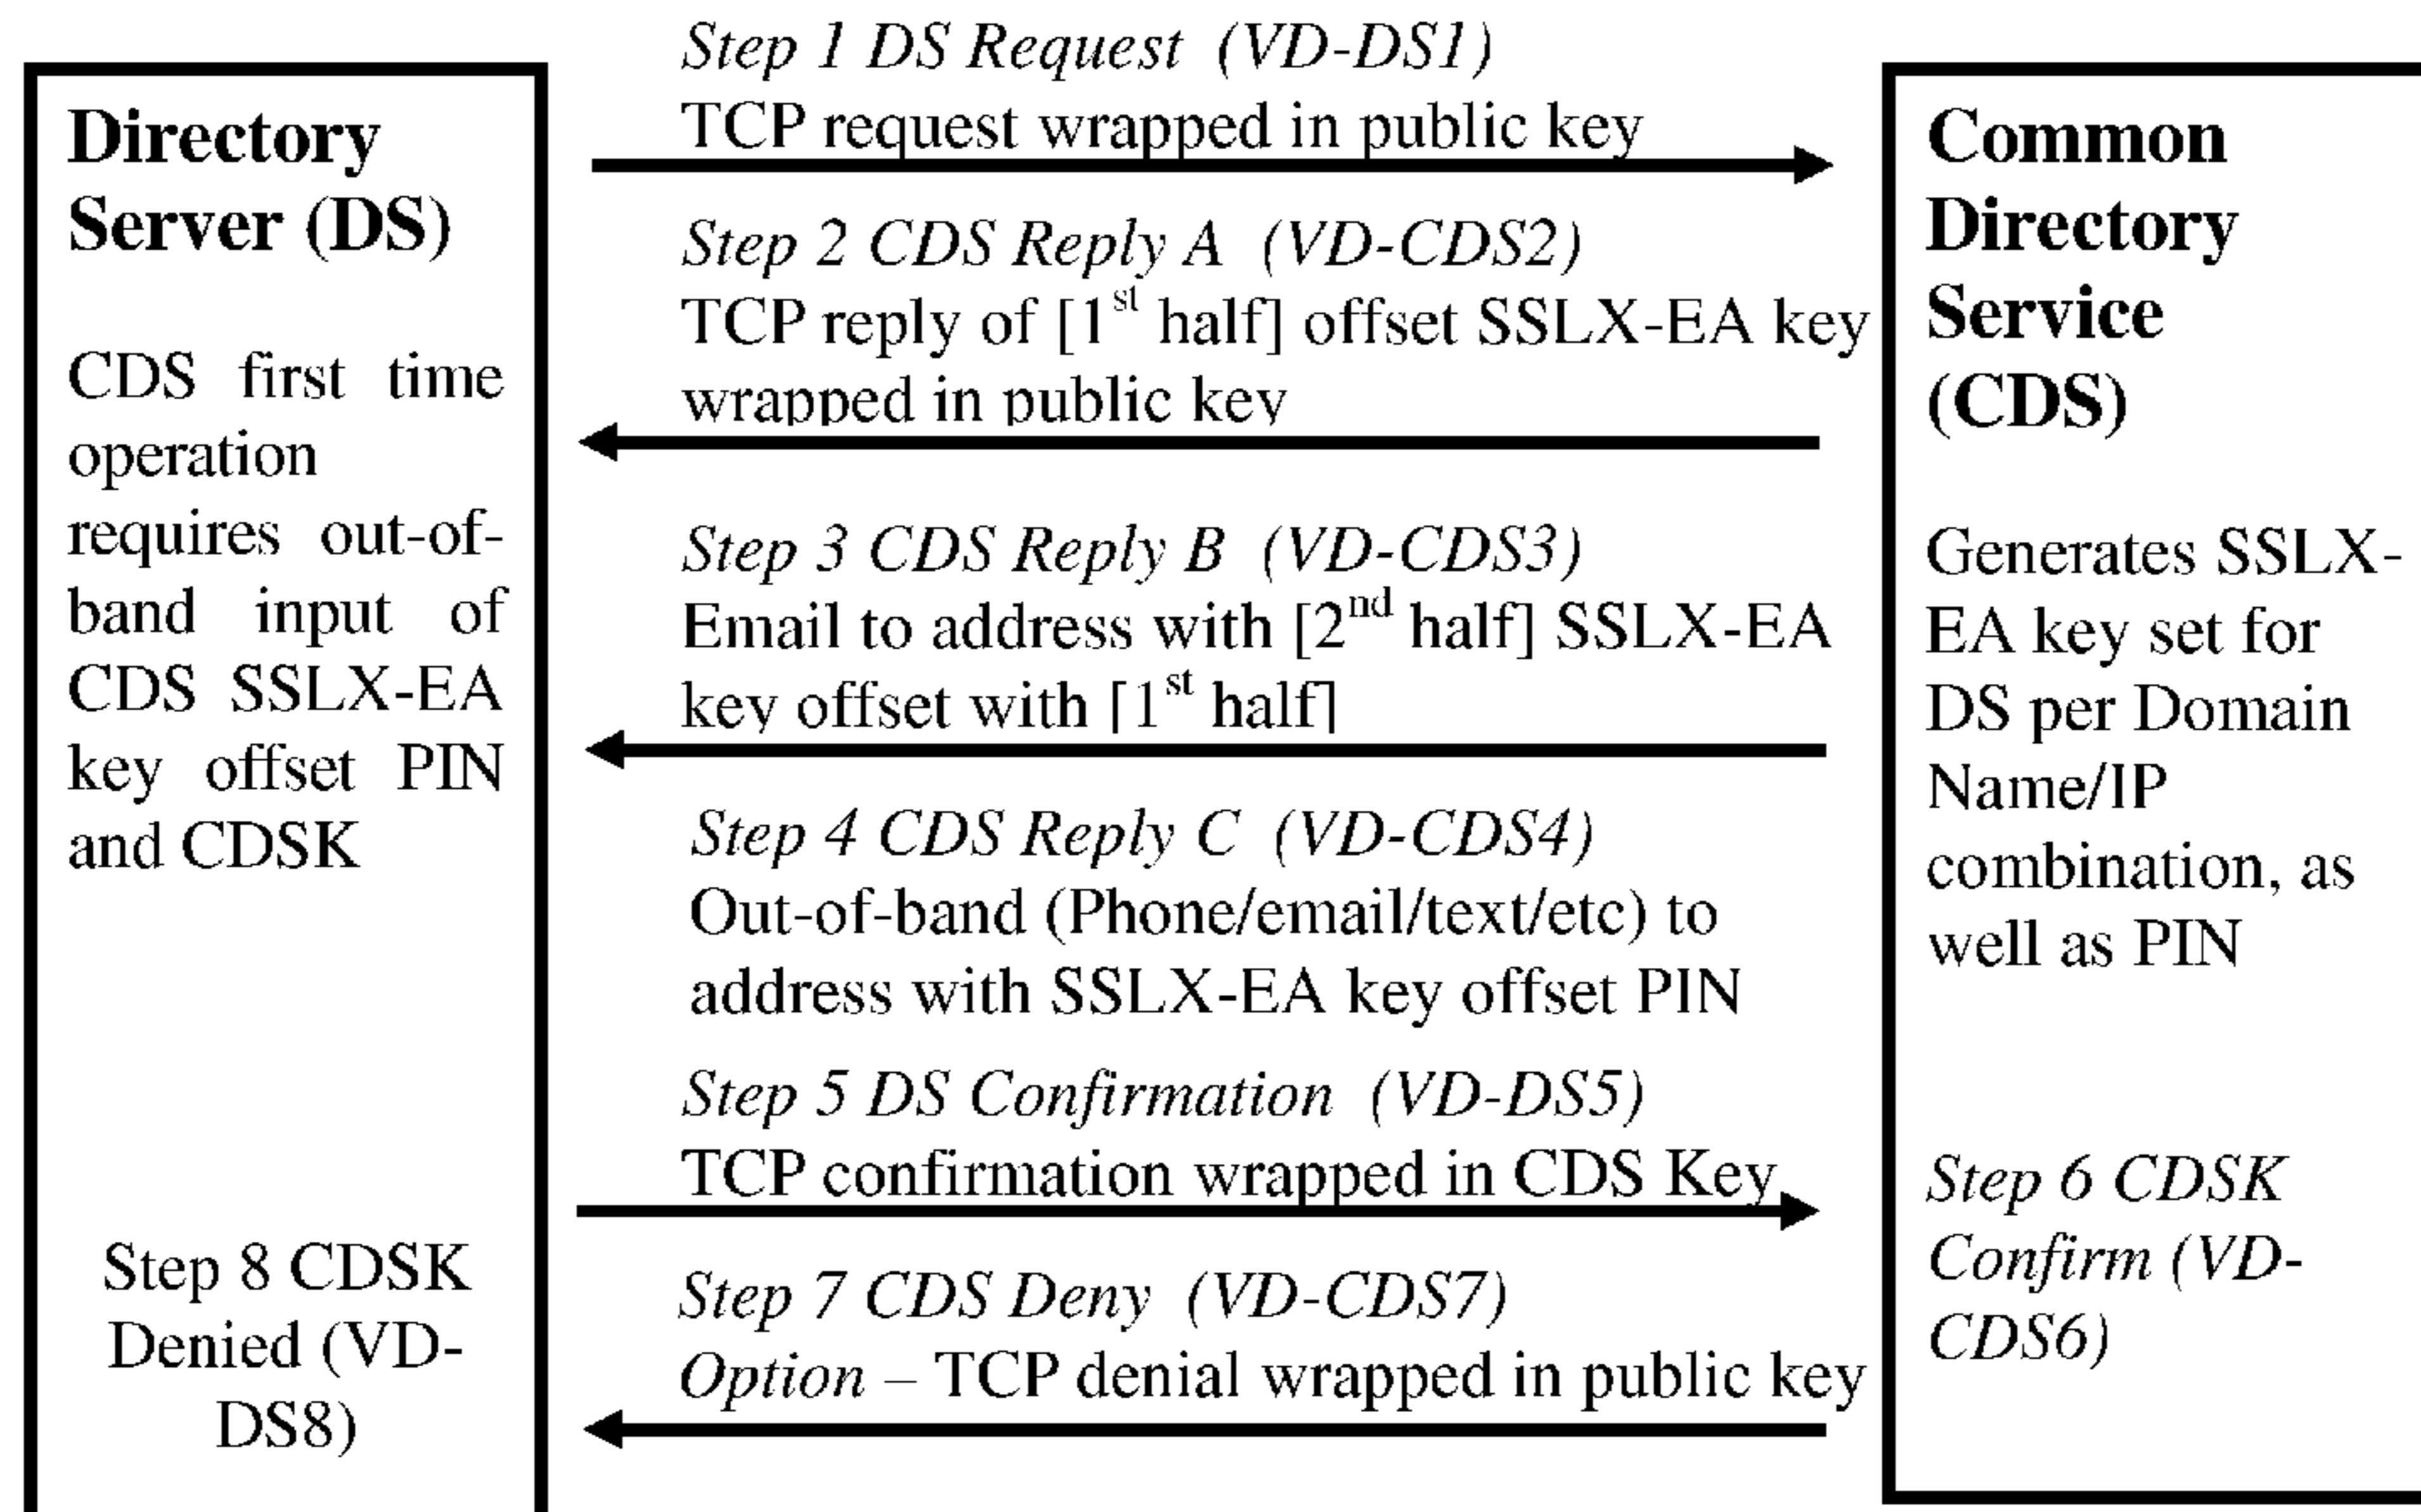 Directory
Server (DS)
CDS first time
operation
requires out-of-
band input of
CDS SSLX-EA
key offset PIN
and CDSK
Step 8 CDSK
Denied (VD-
DS8)
Step 1 DS Request (VD-DS1)
TCP request wrapped in public key
Step 2 CDS Reply A (VD-CDS2)
TCP reply of [1st half] offset SSLX-EA key
wrapped in public key
Step 3 CDS Reply B (VD-CDS3)
Email to address with [2nd half] SSLX-EA
key offset with [1st half]
Step 4 CDS Reply C (VD-CDS4)
Out-of-band (Phone/email/text/etc) to
address with SSLX-EA key offset PIN
Step 5 DS Confirmation (VD-DS5)
TCP confirmation wrapped in CDS Key
Step 7 CDS Deny (VD-CDS7)
Option – TCP denial wrapped in public key
Common
Directory
Service
(CDS)
Generates SSLX-
EA key set for
DS per Domain
Name/IP
combination, as
well as PIN
Step 6 CDSK
Confirm (VD-
CDS6)